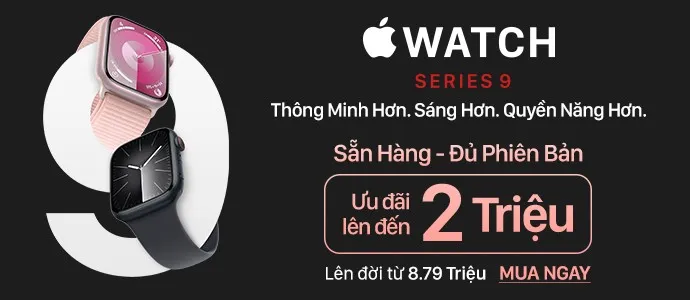 WATCH
SERIES 9
Thông Minh Hơn. Sáng Hơn. Quyền Năng Hơn.
Sẵn Hàng - Đủ Phiên Bản
Ưu đãi
lên đến
2 Triệu
Lên đời từ 8.79 Triệu MUA NGAY